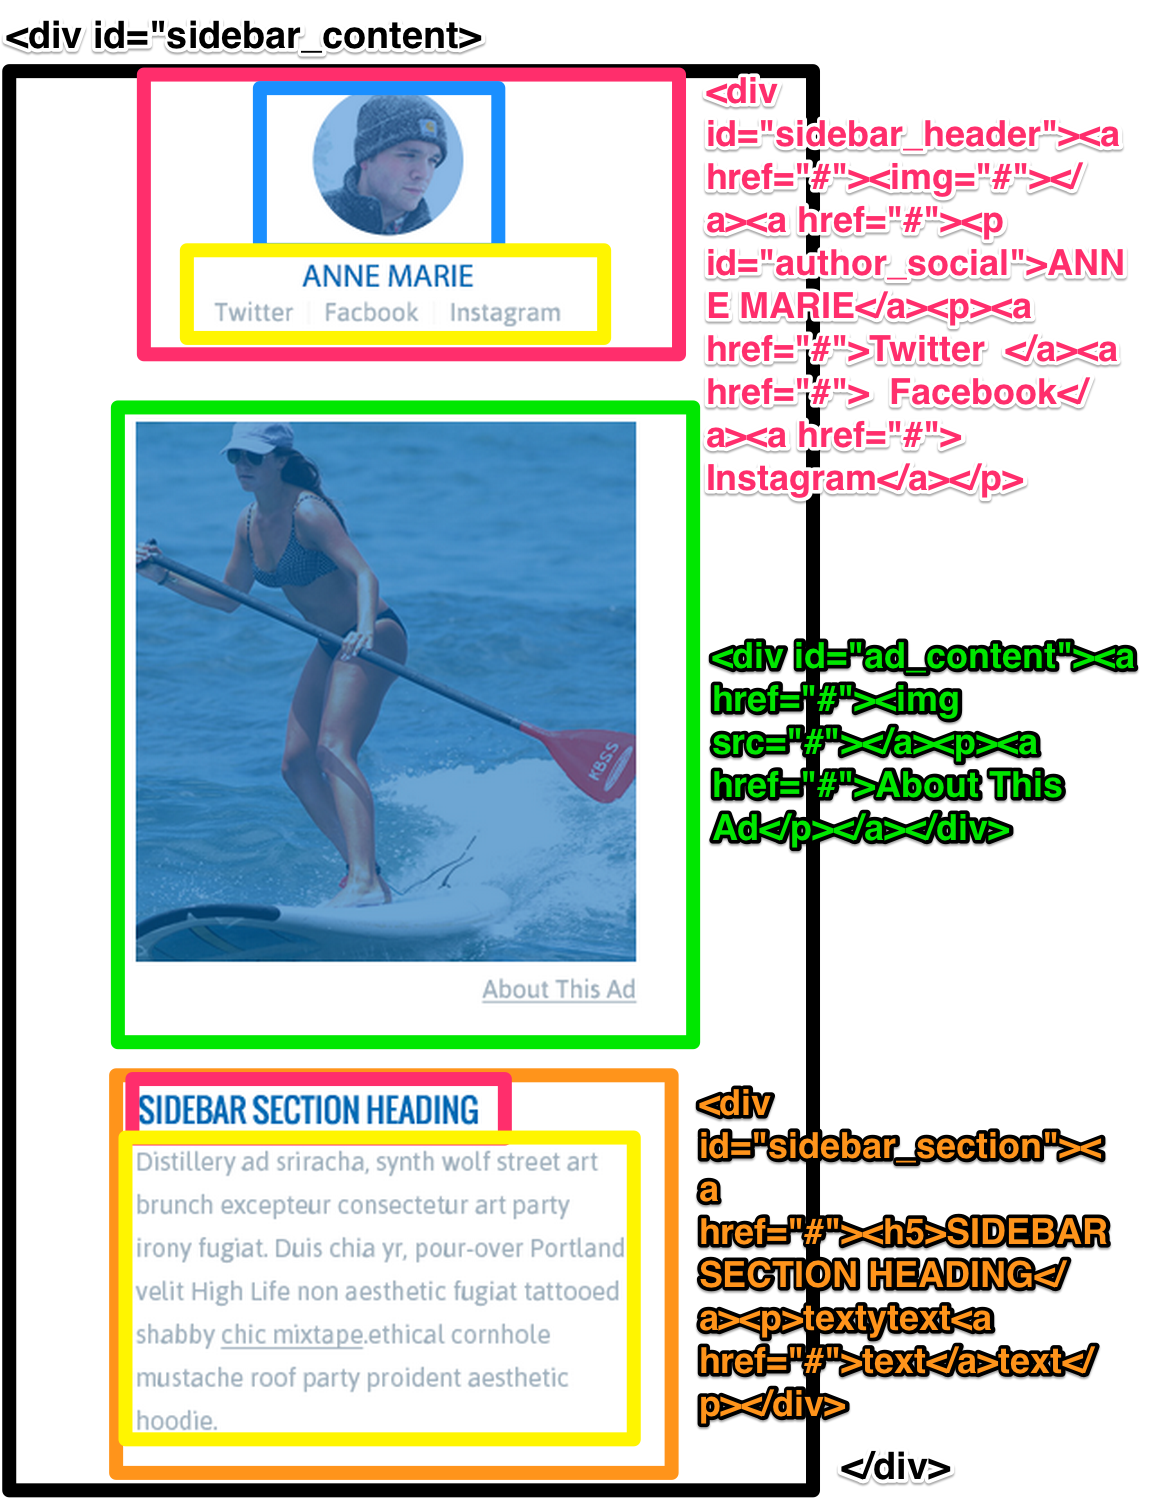 <div id="sidebar_content>
<div
id="sidebar_header"><a
href="#"><img="#"></
a><a href="#"><p
id="author_social">ANN
E MARIE</a><p><a
href="#">Twitter  </a><a
href="#">  Facebook</
a><a href="#">
Instagram</a></p>
ANNE MARIE
Twitter Facbook Instagram
<div id="ad_content"><a
href="#"><img
src="#"></a><p><a
href="#">About This
Ad</p></a></div>
KBSS
About This Ad
<div
id="sidebar_section"><
a
href="#"><h5>SIDEBAR
SECTION HEADING</
a><p>textytext<a
href="#">text</a>text</
p></div>
SIDEBAR SECTION HEADING
Distillery ad sriracha, synth wolf street art
brunch excepteur consectetur art party
irony fugiat. Duis chia yr, pour-over Portland
velit High Life non aesthetic fugiat tattooed
shabby chic mixtape.ethical cornhole
mustache roof party proident aesthetic
hoodie.
</div>